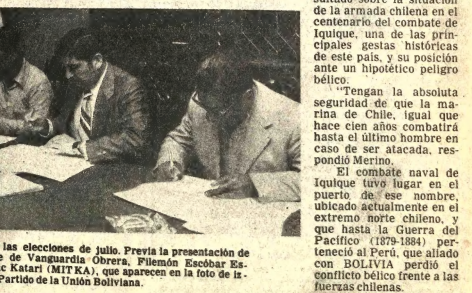 sultado sobre la situación
de la armada chilena en el
centenario del combate de
Iquique, una de las prin-
cipales gestas históricas
de este país, y su posición
ante un hipotético peligro
bélico.
"Tengan la absoluta
seguridad de que la ma-
rina de Chile, igual que
hace cien años combatirá
hasta el último hombre en
caso de ser atacada, res-
pondió Merino.
El combate naval de
Iquique tuvo lugar en el
puerto de ese nombre,
ubicado actualmente en el
extremo norte chileno, y
que hasta la Guerra del
Pacífico (1879-1884) per-
teneció al Perú, que aliado
con BOLIVIA perdió el
conflicto bélico frente a las
fuerzas chilenas.
las elecciones de julio. Previa la presentación de
e de Vanguardia Obrera, Filemón Escóbar Es-
ic Katari (MITKA), que aparecen en la foto de iz-
Partido de la Unión Boliviana.